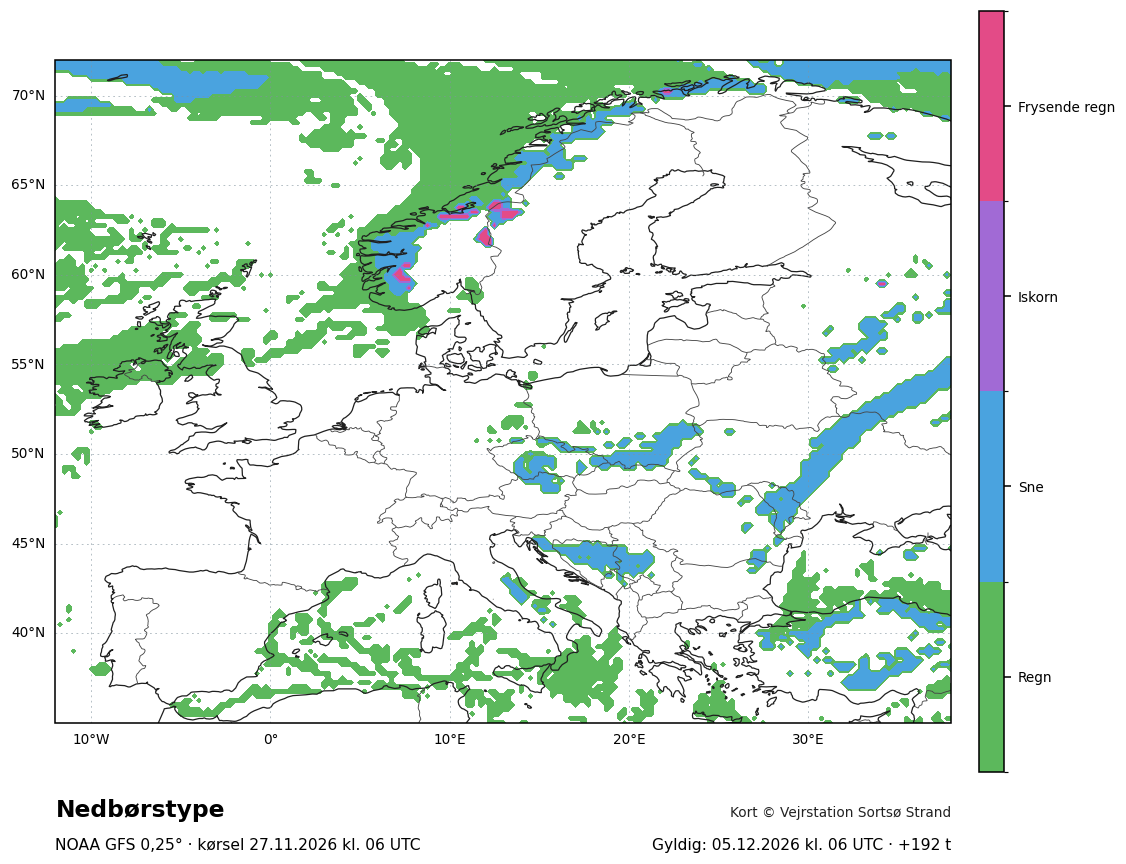 70°N
65°N
60°N
55°N
50°N
45°N
40°N
10°W
0°
10°E
20°E
30°E
Frysende regn
Iskorn
Sne
Regn
Nedbørstype
Kort © Vejrstation Sortsø Strand
NOAA GFS 0,25° · kørsel 27.11.2026 kl. 06 UTC
Gyldig: 05.12.2026 kl. 06 UTC · +192 t